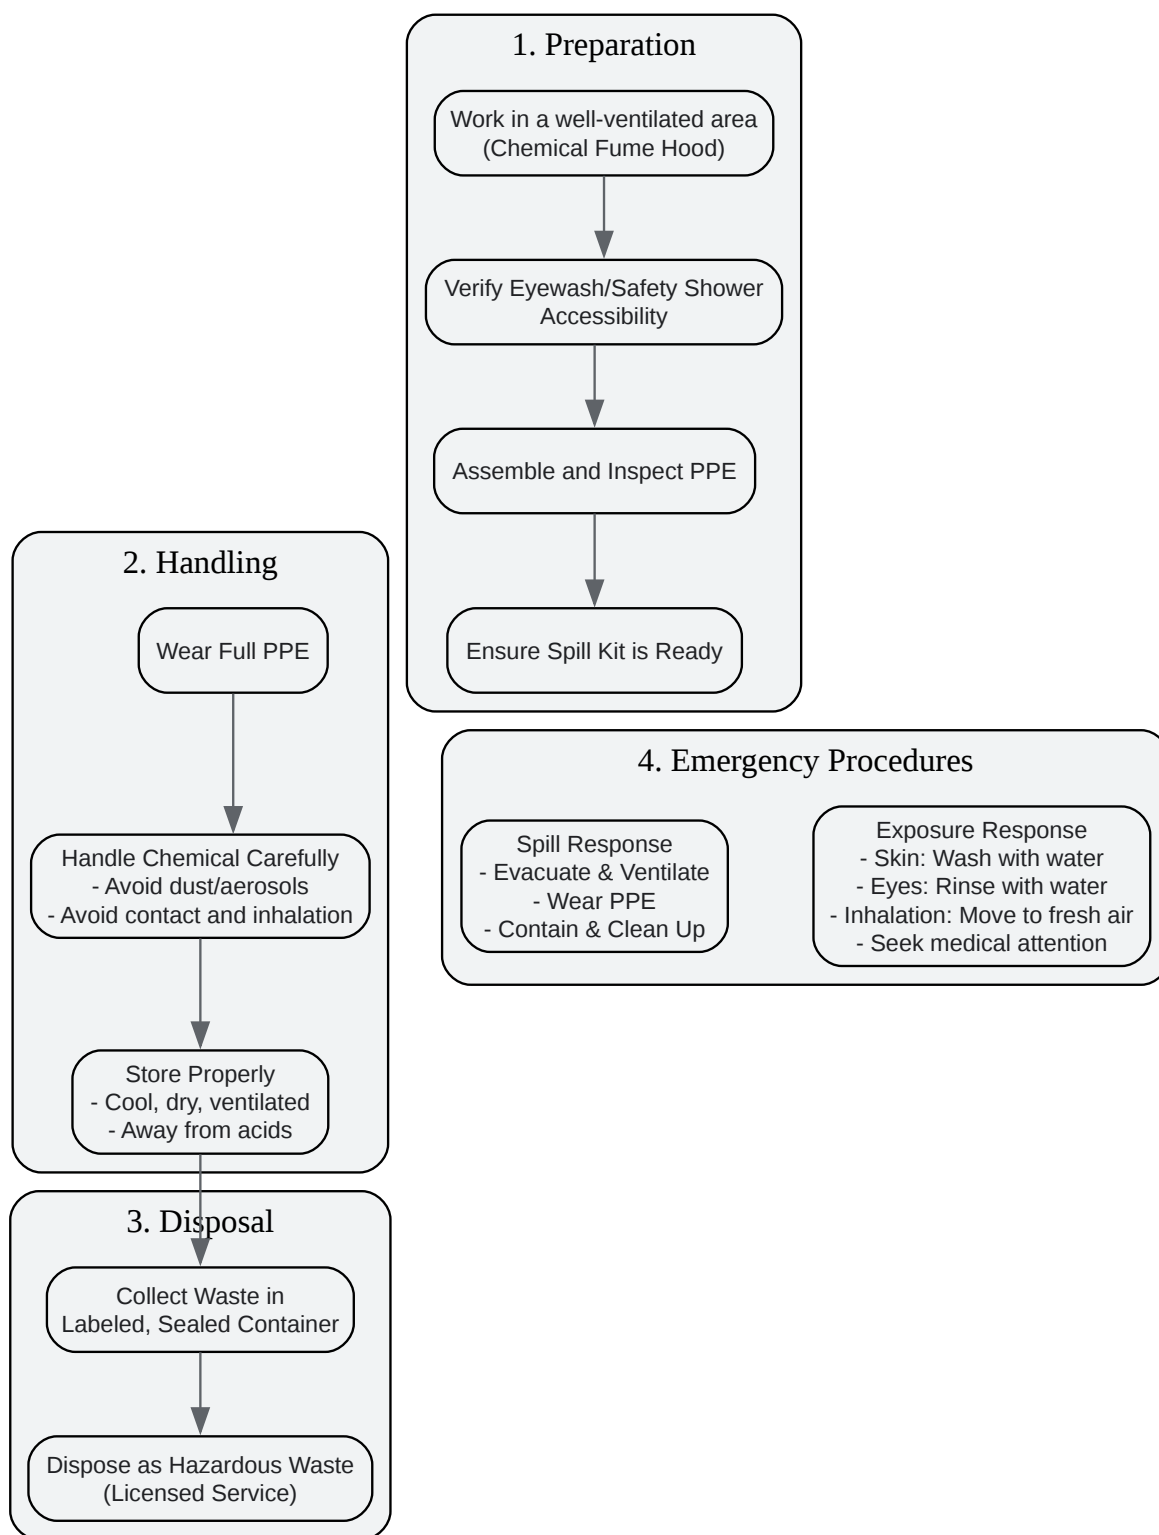 1. Preparation
Work in a well-ventilated area
(Chemical Fume Hood)
Verify Eyewash/Safety Shower
Accessibility
Assemble and Inspect PPE
Ensure Spill Kit is Ready
2. Handling
Wear Full PPE
Handle Chemical Carefully
- Avoid dust/aerosols
- Avoid contact and inhalation
Store Properly
- Cool, dry, ventilated
- Away from acids
3. Disposal
Collect Waste in
Labeled, Sealed Container
Dispose as Hazardous Waste
(Licensed Service)
4. Emergency Procedures
Spill Response
- Evacuate & Ventilate
- Wear PPE
- Contain & Clean Up
Exposure Response
- Skin: Wash with water
- Eyes: Rinse with water
- Inhalation: Move to fresh air
- Seek medical attention